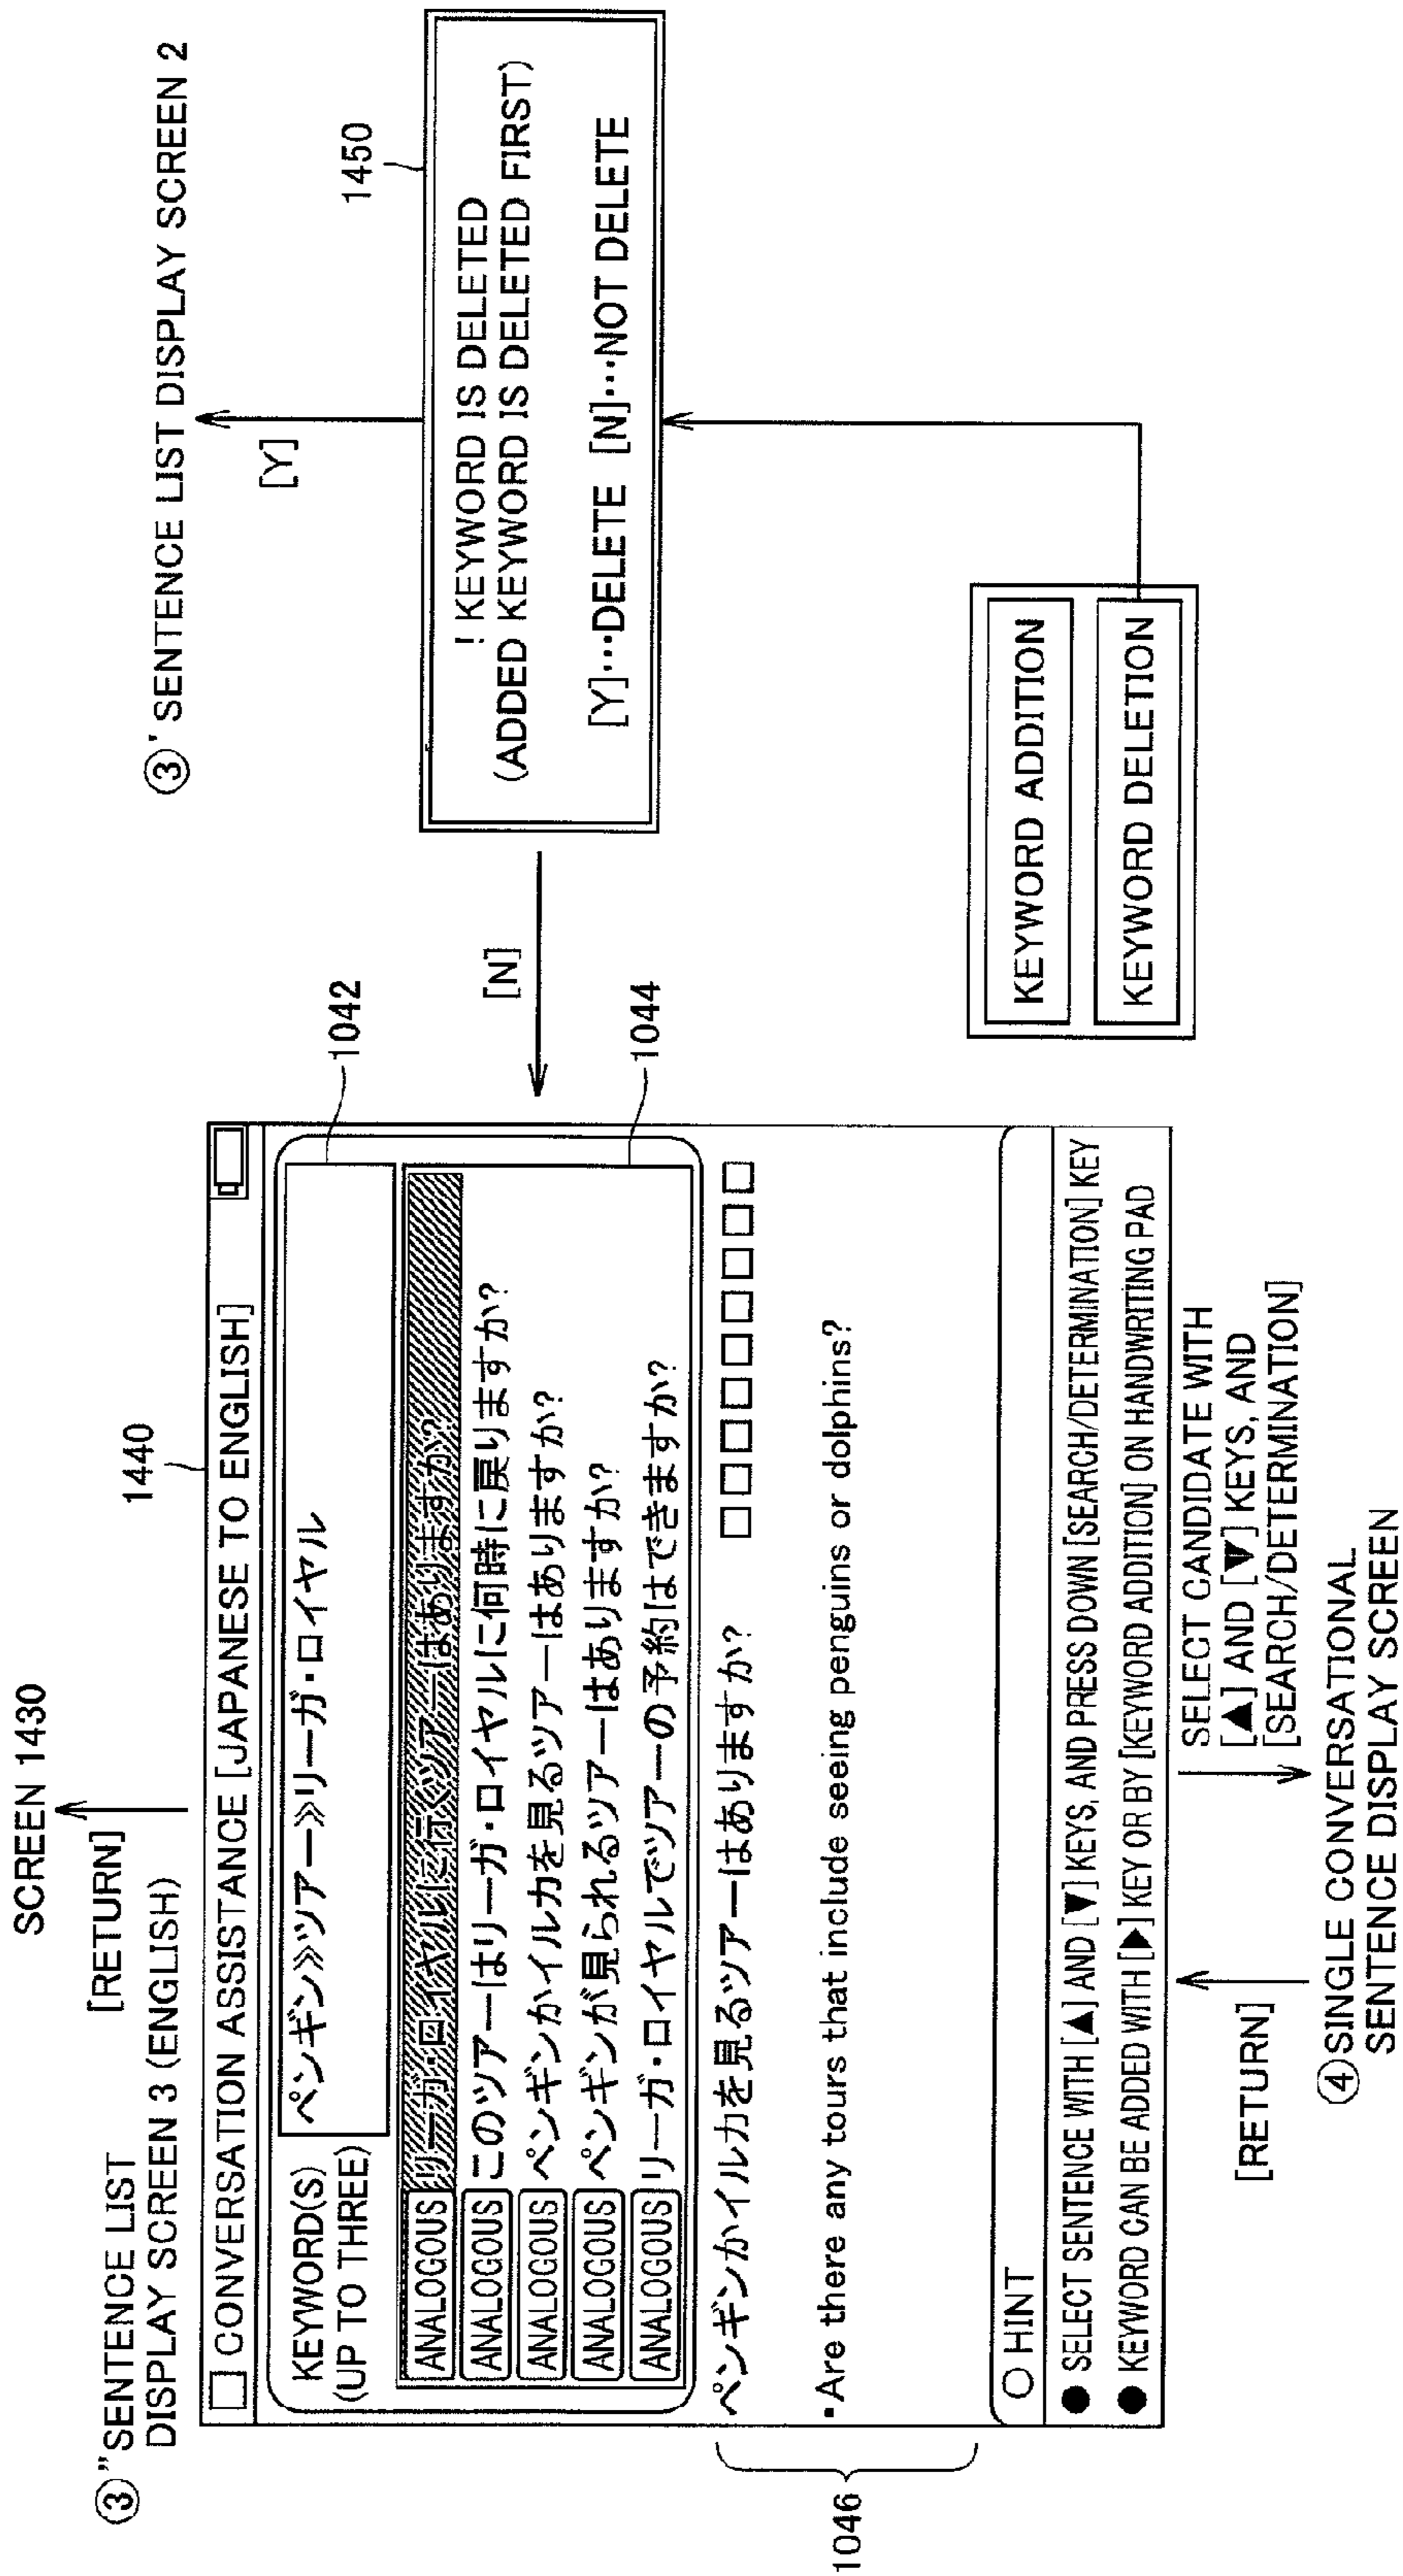 SCREEN 1430
③"SENTENCE LIST
DISPLAY SCREEN 3 (ENGLISH)
[RETURN]
1440
□ CONVERSATION ASSISTANCE [JAPANESE TO ENGLISH]
KEYWORD(S)
(UP TO THREE)
ペンギン≫ツアー≫リーガ・ロイヤル
1042
ANALOGOUS リーガ・ロイヤルに行くツアーはありますか?
ANALOGOUS このツアーはリーガ・ロイヤルに何時に戻りますか?
ANALOGOUS ペンギンかイルカを見るツアーはありますか?
ANALOGOUS ペンギンが見られるツアーはありますか?
ANALOGOUS リーガ・ロイヤルでツアーの予約はできますか?
1044
ペンギンかイルカを見るツアーはありますか? □□□□□□□□□
・Are there any tours that include seeing penguins or dolphins?
1046
○ HINT
● SELECT SENTENCE WITH [▲] AND [▼] KEYS, AND PRESS DOWN [SEARCH/DETERMINATION] KEY
● KEYWORD CAN BE ADDED WITH [▶] KEY OR BY [KEYWORD ADDITION] ON HANDWRITING PAD
[RETURN]
SELECT CANDIDATE WITH
[▲] AND [▼] KEYS, AND
[SEARCH/DETERMINATION]
④SINGLE CONVERSATIONAL
SENTENCE DISPLAY SCREEN
③'SENTENCE LIST DISPLAY SCREEN 2
[Y]
1450
! KEYWORD IS DELETED
(ADDED KEYWORD IS DELETED FIRST)
[Y]···DELETE [N]···NOT DELETE
[N]
KEYWORD ADDITION
KEYWORD DELETION